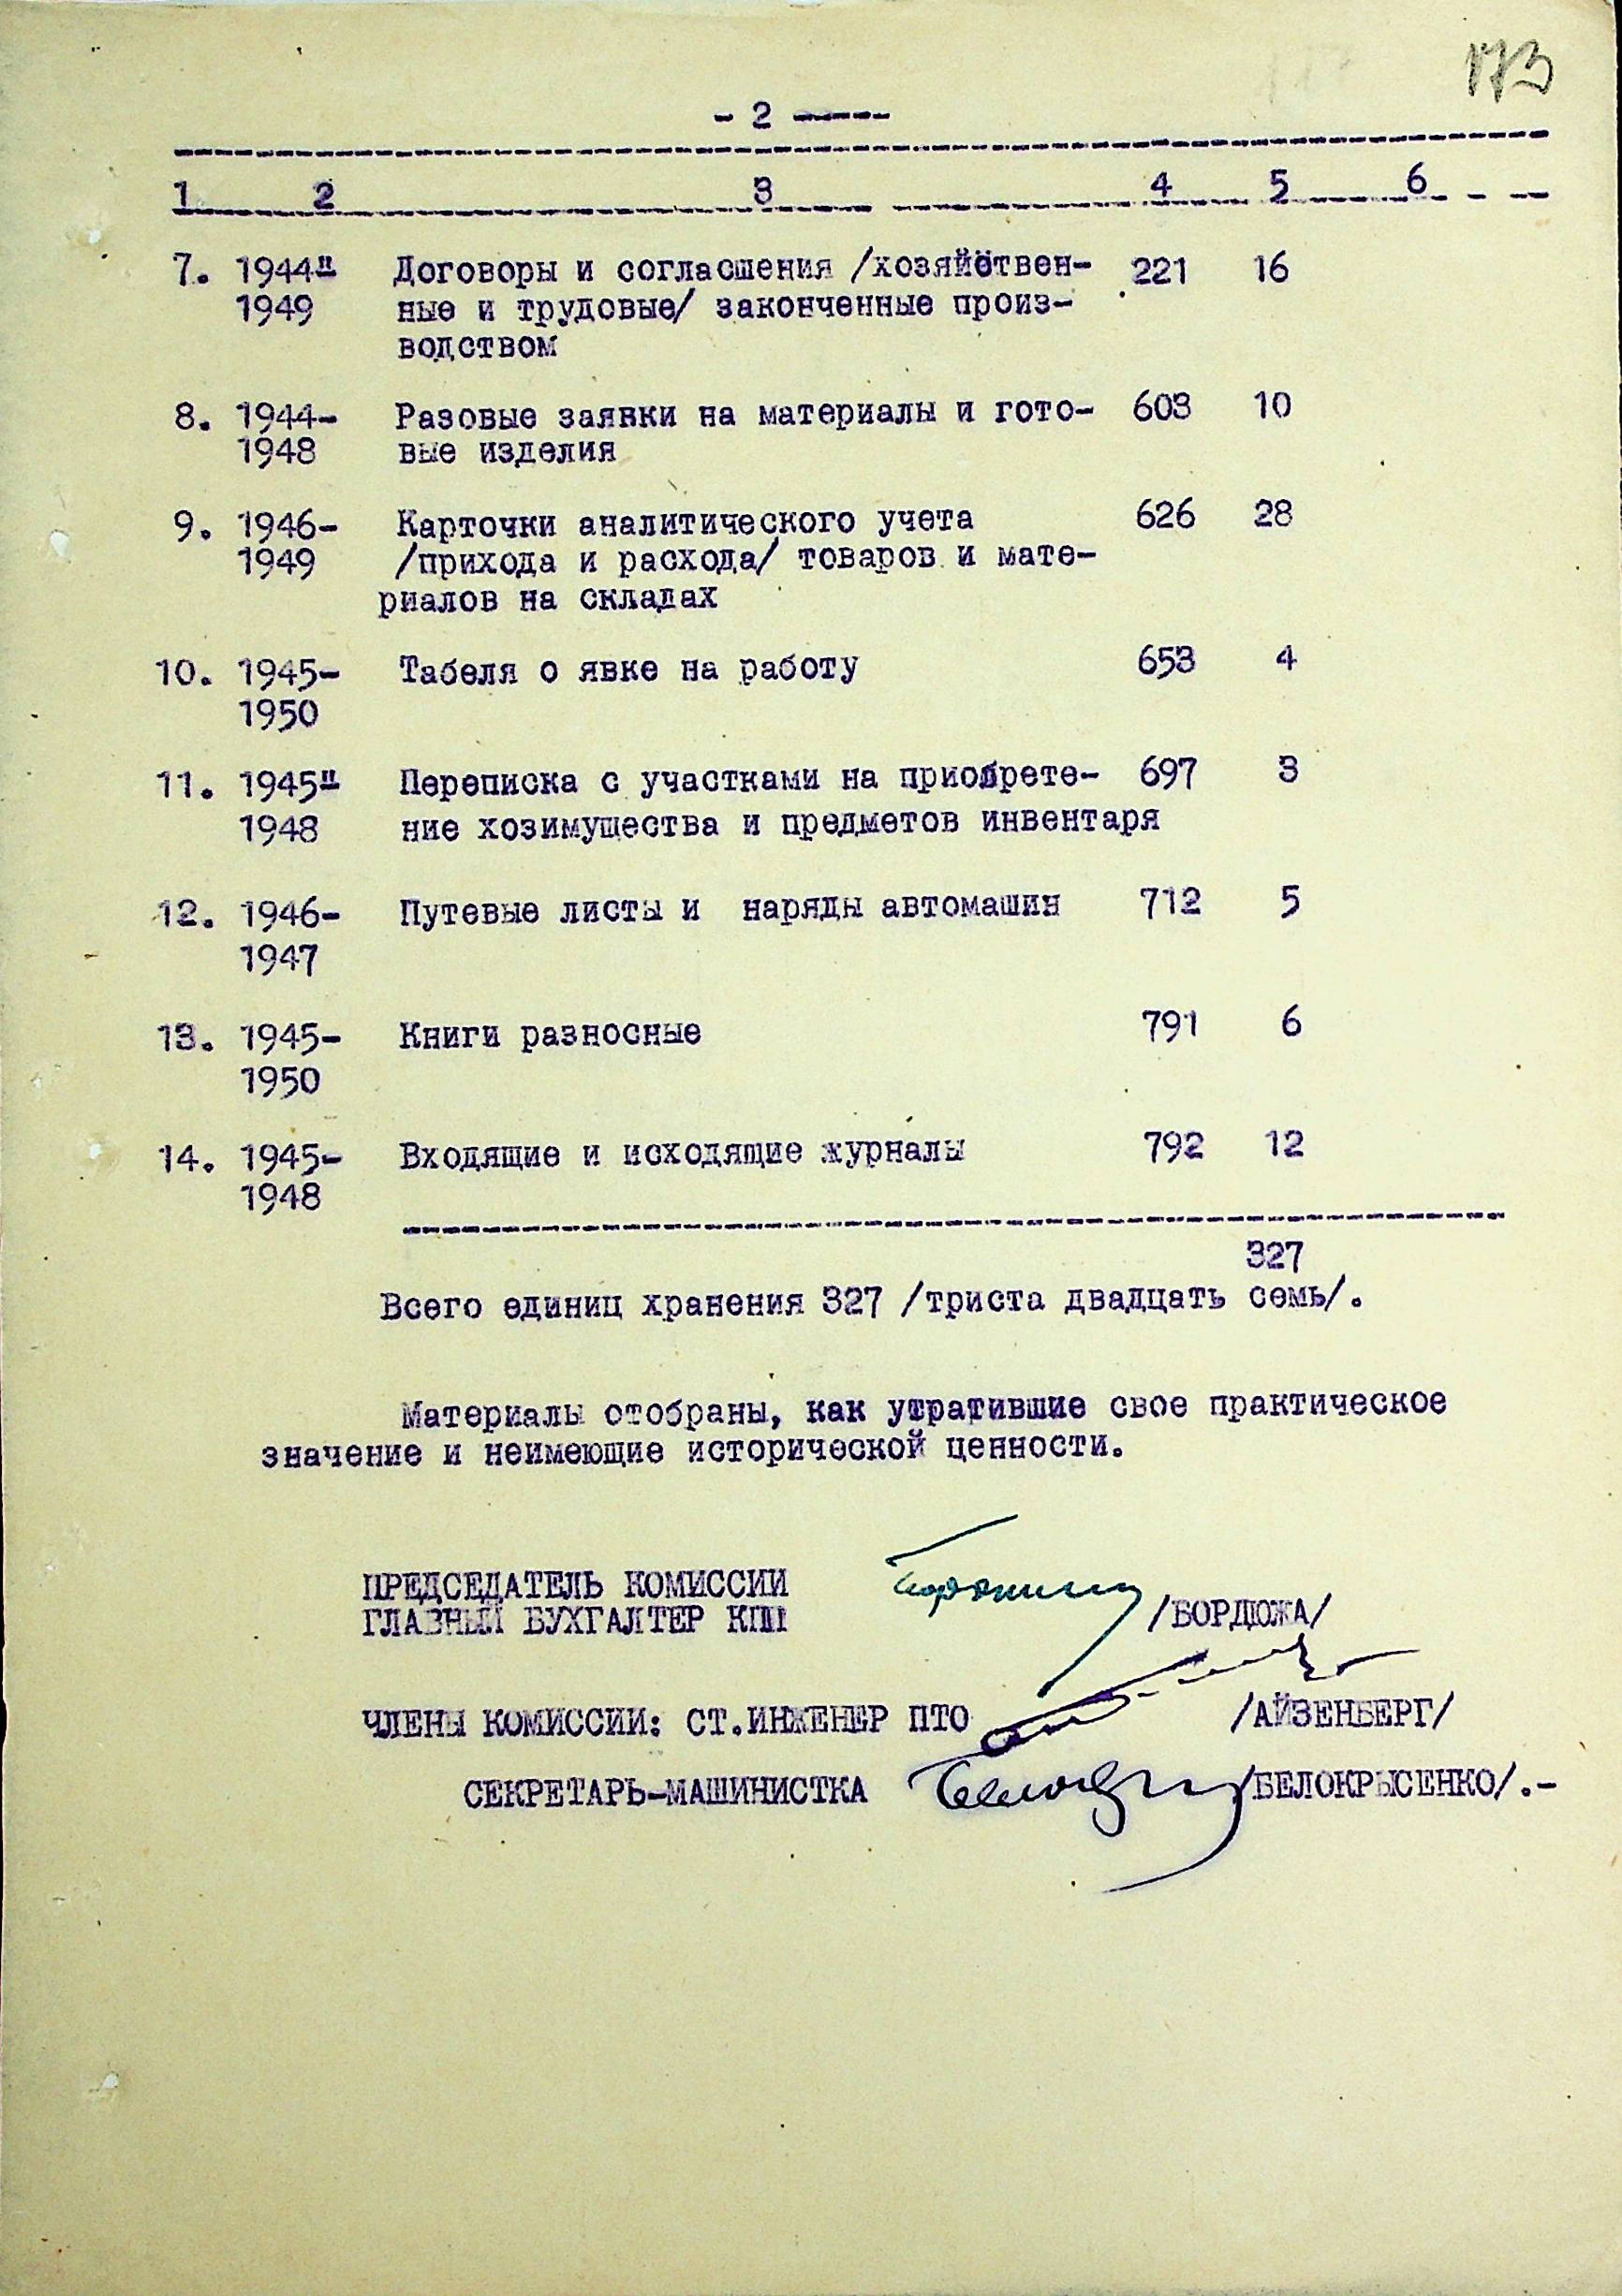 173
- 2 -----
1 2 3 4 5 6
7. 1944- Договоры и согласшения /хозяйствен- 221 16
1949 ные и трудовые/ законченные произ-
водством
8. 1944- Разовые заявки на материалы и гото- 603 10
1948 вые изделия
9. 1946- Карточки аналитического учета 626 28
1949 /прихода и расхода/ товаров и мате-
риалов на складах
10. 1945- Табеля о явке на работу 653 4
1950
11. 1945- Переписка с участками на приобрете- 697 3
1948 ние хозимущества и предметов инвентаря
12. 1946- Путевые листы и наряды автомашин 712 5
1947
13. 1945- Книги разносные 791 6
1950
14. 1945- Входящие и исходящие журналы 792 12
1948
327
Всего единиц хранения 327 /триста двадцать семь/.
Материалы отобраны, как утратившие свое практическое
значение и неимеющие исторической ценности.
ПРЕДСЕДАТЕЛЬ КОМИССИИ
ГЛАВНЫЙ БУХГАЛТЕР КПП /БОРДЮЖА/
ЧЛЕНЫ КОМИССИИ: СТ.ИНЖЕНЕР ПТО /АЙЗЕНБЕРГ/
СЕКРЕТАРЬ-МАШИНИСТКА /БЕЛОКРЫСЕНКО/.-